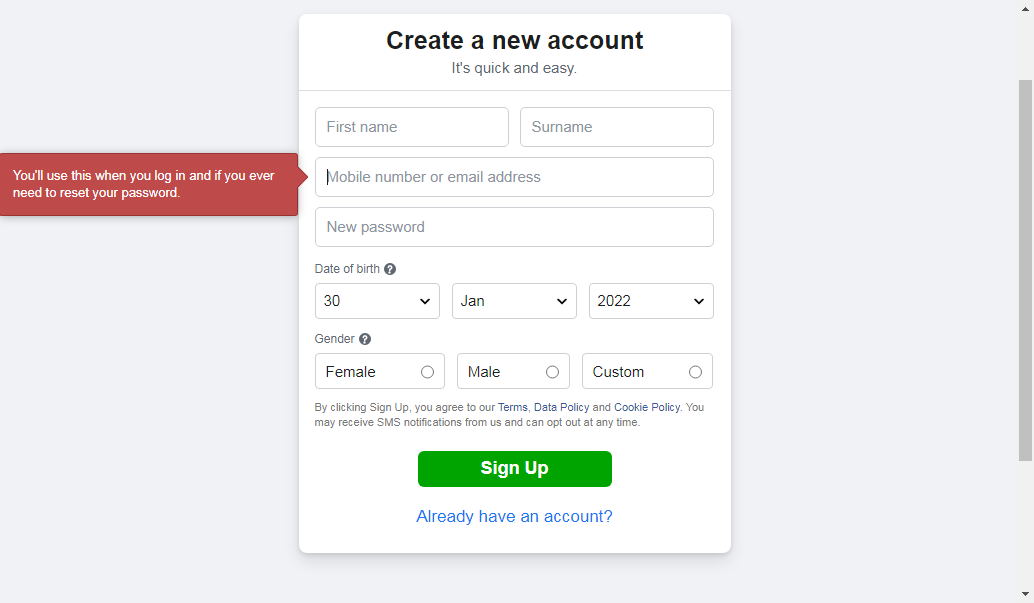 Create a new account
It's quick and easy.
First name
Surname
You'll use this when you log in and if you ever
need to reset your password.
Mobile number or email address
New password
Date of birth ?
30
Jan
2022
Gender ?
Female
Male
Custom
By clicking Sign Up, you agree to our Terms, Data Policy and Cookie Policy. You
may receive SMS notifications from us and can opt out at any time.
Sign Up
Already have an account?